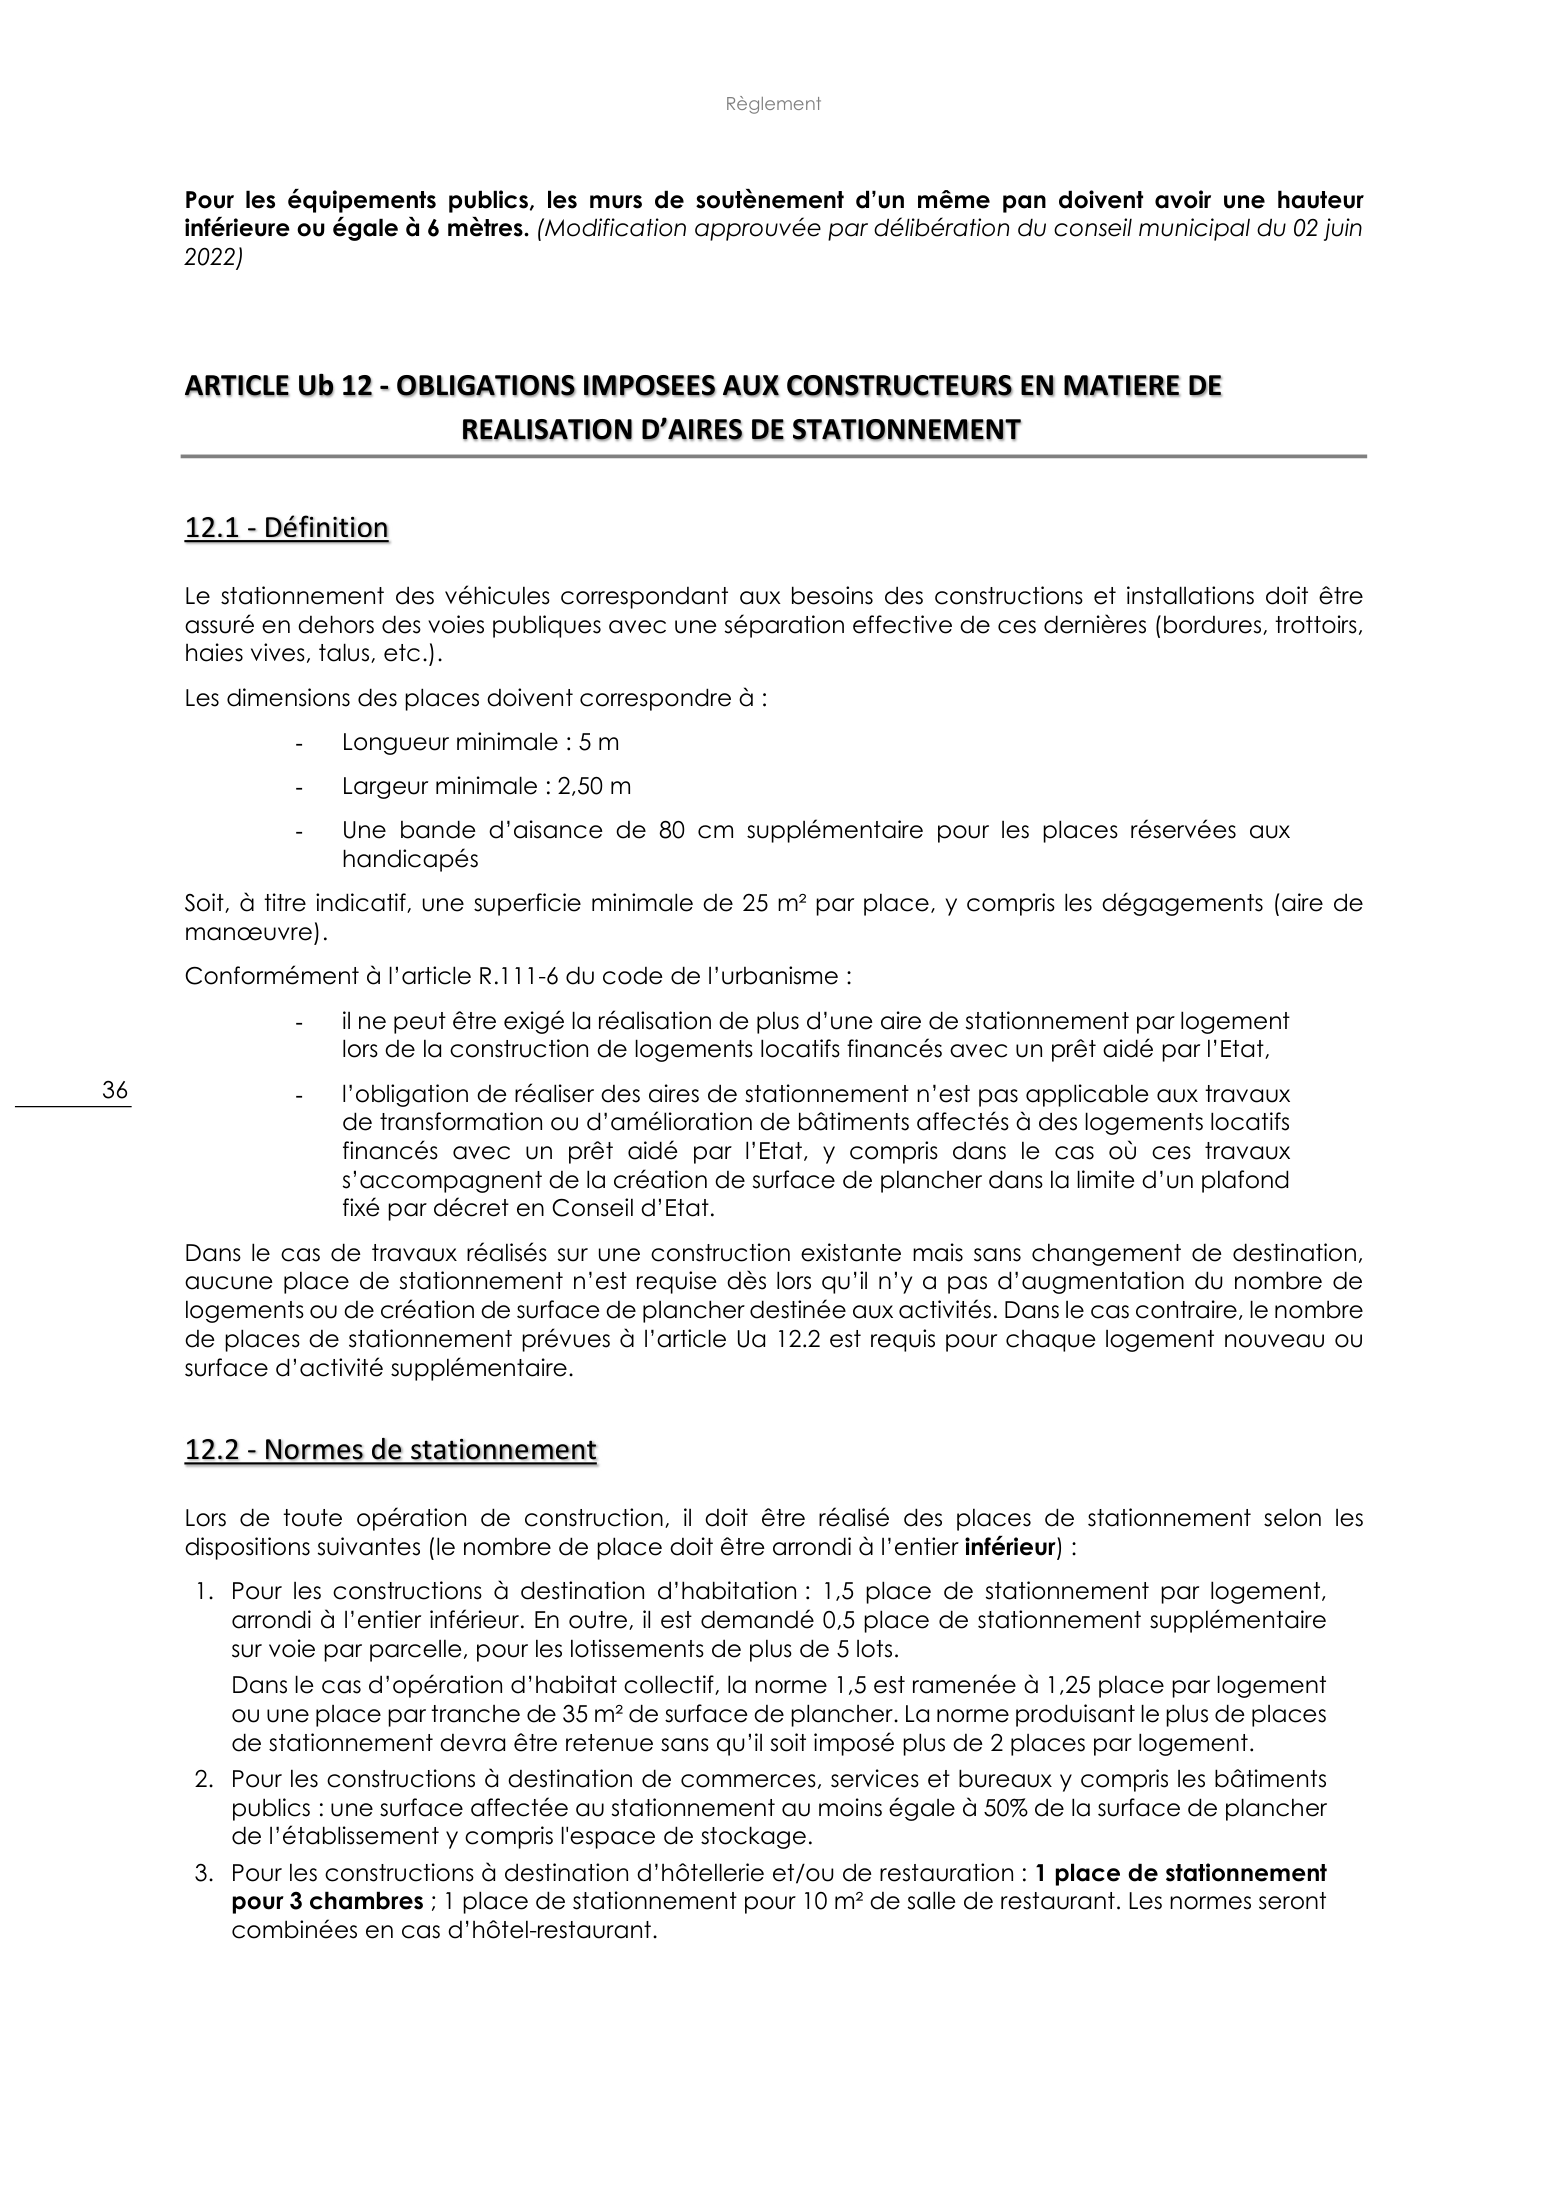 Règlement
Pour les équipements publics, les murs de soutènement d’un même pan doivent avoir une hauteur
inférieure ou égale à 6 mètres. (Modification approuvée par délibération du conseil municipal du 02 juin
2022)
ARTICLE Ub 12 - OBLIGATIONS IMPOSEES AUX CONSTRUCTEURS EN MATIERE DE
REALISATION D’AIRES DE STATIONNEMENT
12.1 - Définition
Le stationnement des véhicules correspondant aux besoins des constructions et installations doit être
assuré en dehors des voies publiques avec une séparation effective de ces dernières (bordures, trottoirs,
haies vives, talus, etc.).
Les dimensions des places doivent correspondre à :
- Longueur minimale : 5 m
- Largeur minimale : 2,50 m
- Une bande d’aisance de 80 cm supplémentaire pour les places réservées aux
handicapés
Soit, à titre indicatif, une superficie minimale de 25 m² par place, y compris les dégagements (aire de
manœuvre).
Conformément à l’article R.111-6 du code de l’urbanisme :
- il ne peut être exigé la réalisation de plus d’une aire de stationnement par logement
lors de la construction de logements locatifs financés avec un prêt aidé par l’Etat,
36
- l’obligation de réaliser des aires de stationnement n’est pas applicable aux travaux
de transformation ou d’amélioration de bâtiments affectés à des logements locatifs
financés avec un prêt aidé par l’Etat, y compris dans le cas où ces travaux
s’accompagnent de la création de surface de plancher dans la limite d’un plafond
fixé par décret en Conseil d’Etat.
Dans le cas de travaux réalisés sur une construction existante mais sans changement de destination,
aucune place de stationnement n’est requise dès lors qu’il n’y a pas d’augmentation du nombre de
logements ou de création de surface de plancher destinée aux activités. Dans le cas contraire, le nombre
de places de stationnement prévues à l’article Ua 12.2 est requis pour chaque logement nouveau ou
surface d’activité supplémentaire.
12.2 - Normes de stationnement
Lors de toute opération de construction, il doit être réalisé des places de stationnement selon les
dispositions suivantes (le nombre de place doit être arrondi à l’entier inférieur) :
1. Pour les constructions à destination d’habitation : 1,5 place de stationnement par logement,
arrondi à l’entier inférieur. En outre, il est demandé 0,5 place de stationnement supplémentaire
sur voie par parcelle, pour les lotissements de plus de 5 lots.
Dans le cas d’opération d’habitat collectif, la norme 1,5 est ramenée à 1,25 place par logement
ou une place par tranche de 35 m² de surface de plancher. La norme produisant le plus de places
de stationnement devra être retenue sans qu’il soit imposé plus de 2 places par logement.
2. Pour les constructions à destination de commerces, services et bureaux y compris les bâtiments
publics : une surface affectée au stationnement au moins égale à 50% de la surface de plancher
de l’établissement y compris l'espace de stockage.
3. Pour les constructions à destination d’hôtellerie et/ou de restauration : 1 place de stationnement
pour 3 chambres ; 1 place de stationnement pour 10 m² de salle de restaurant. Les normes seront
combinées en cas d’hôtel-restaurant.